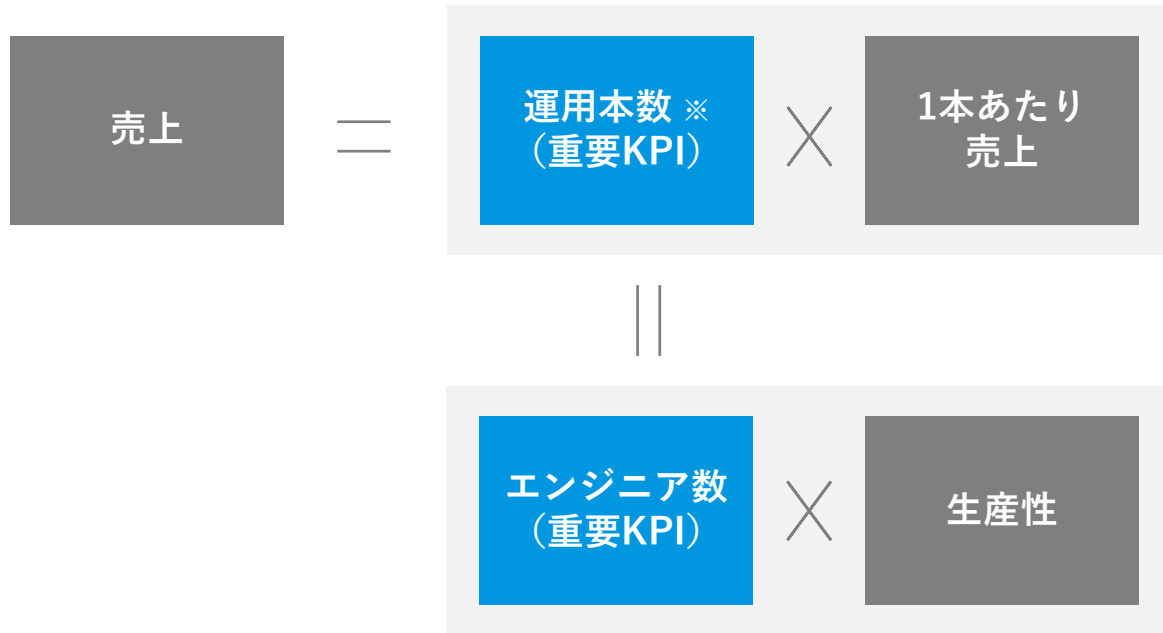 売上
運用本数 ※
（重要KPI）
1本あたり
売上
エンジニア数
（重要KPI）
生産性